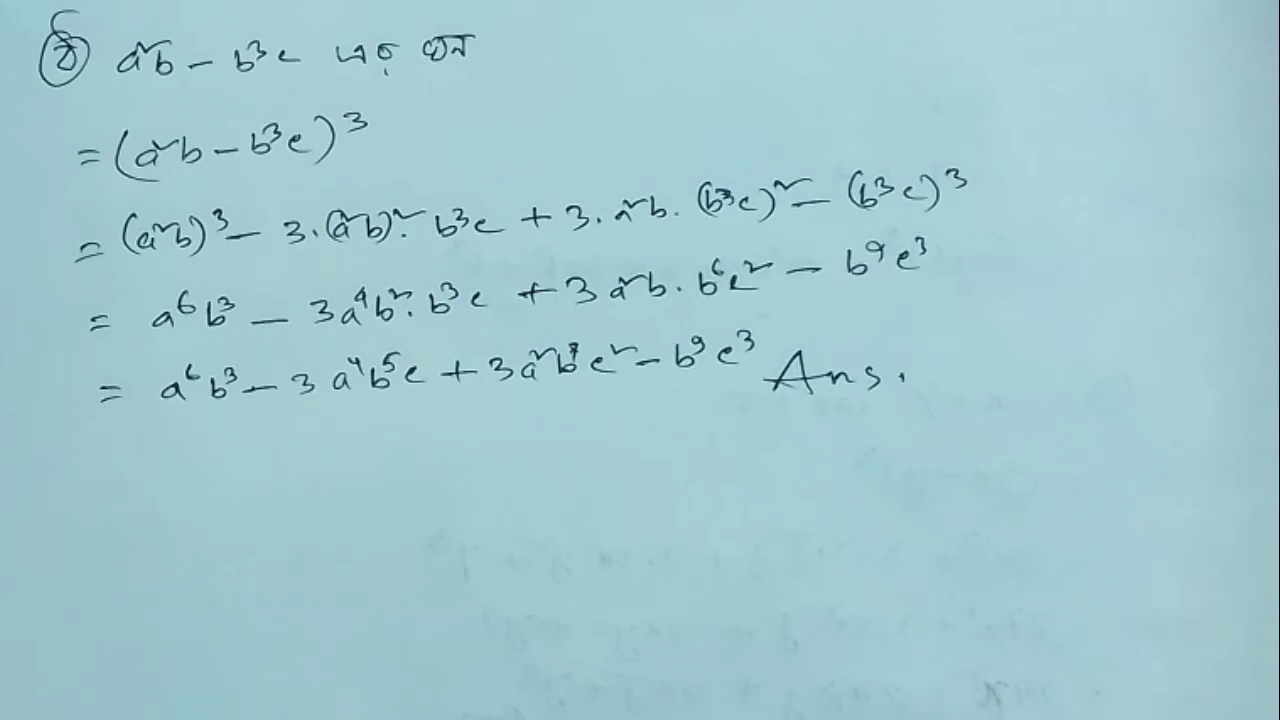 (ঠ) a²b - b³c এর ঘন
= (a²b - b³c)³
= (a²b)³ - 3.(a²b)². b³c + 3. a²b. (b³c)² - (b³c)³
= a⁶b³ - 3a⁴b². b³c + 3a²b. b⁶c² - b⁹c³
= a⁶b³ - 3a⁴b⁵c + 3a²b⁷c² - b⁹c³ Ans.